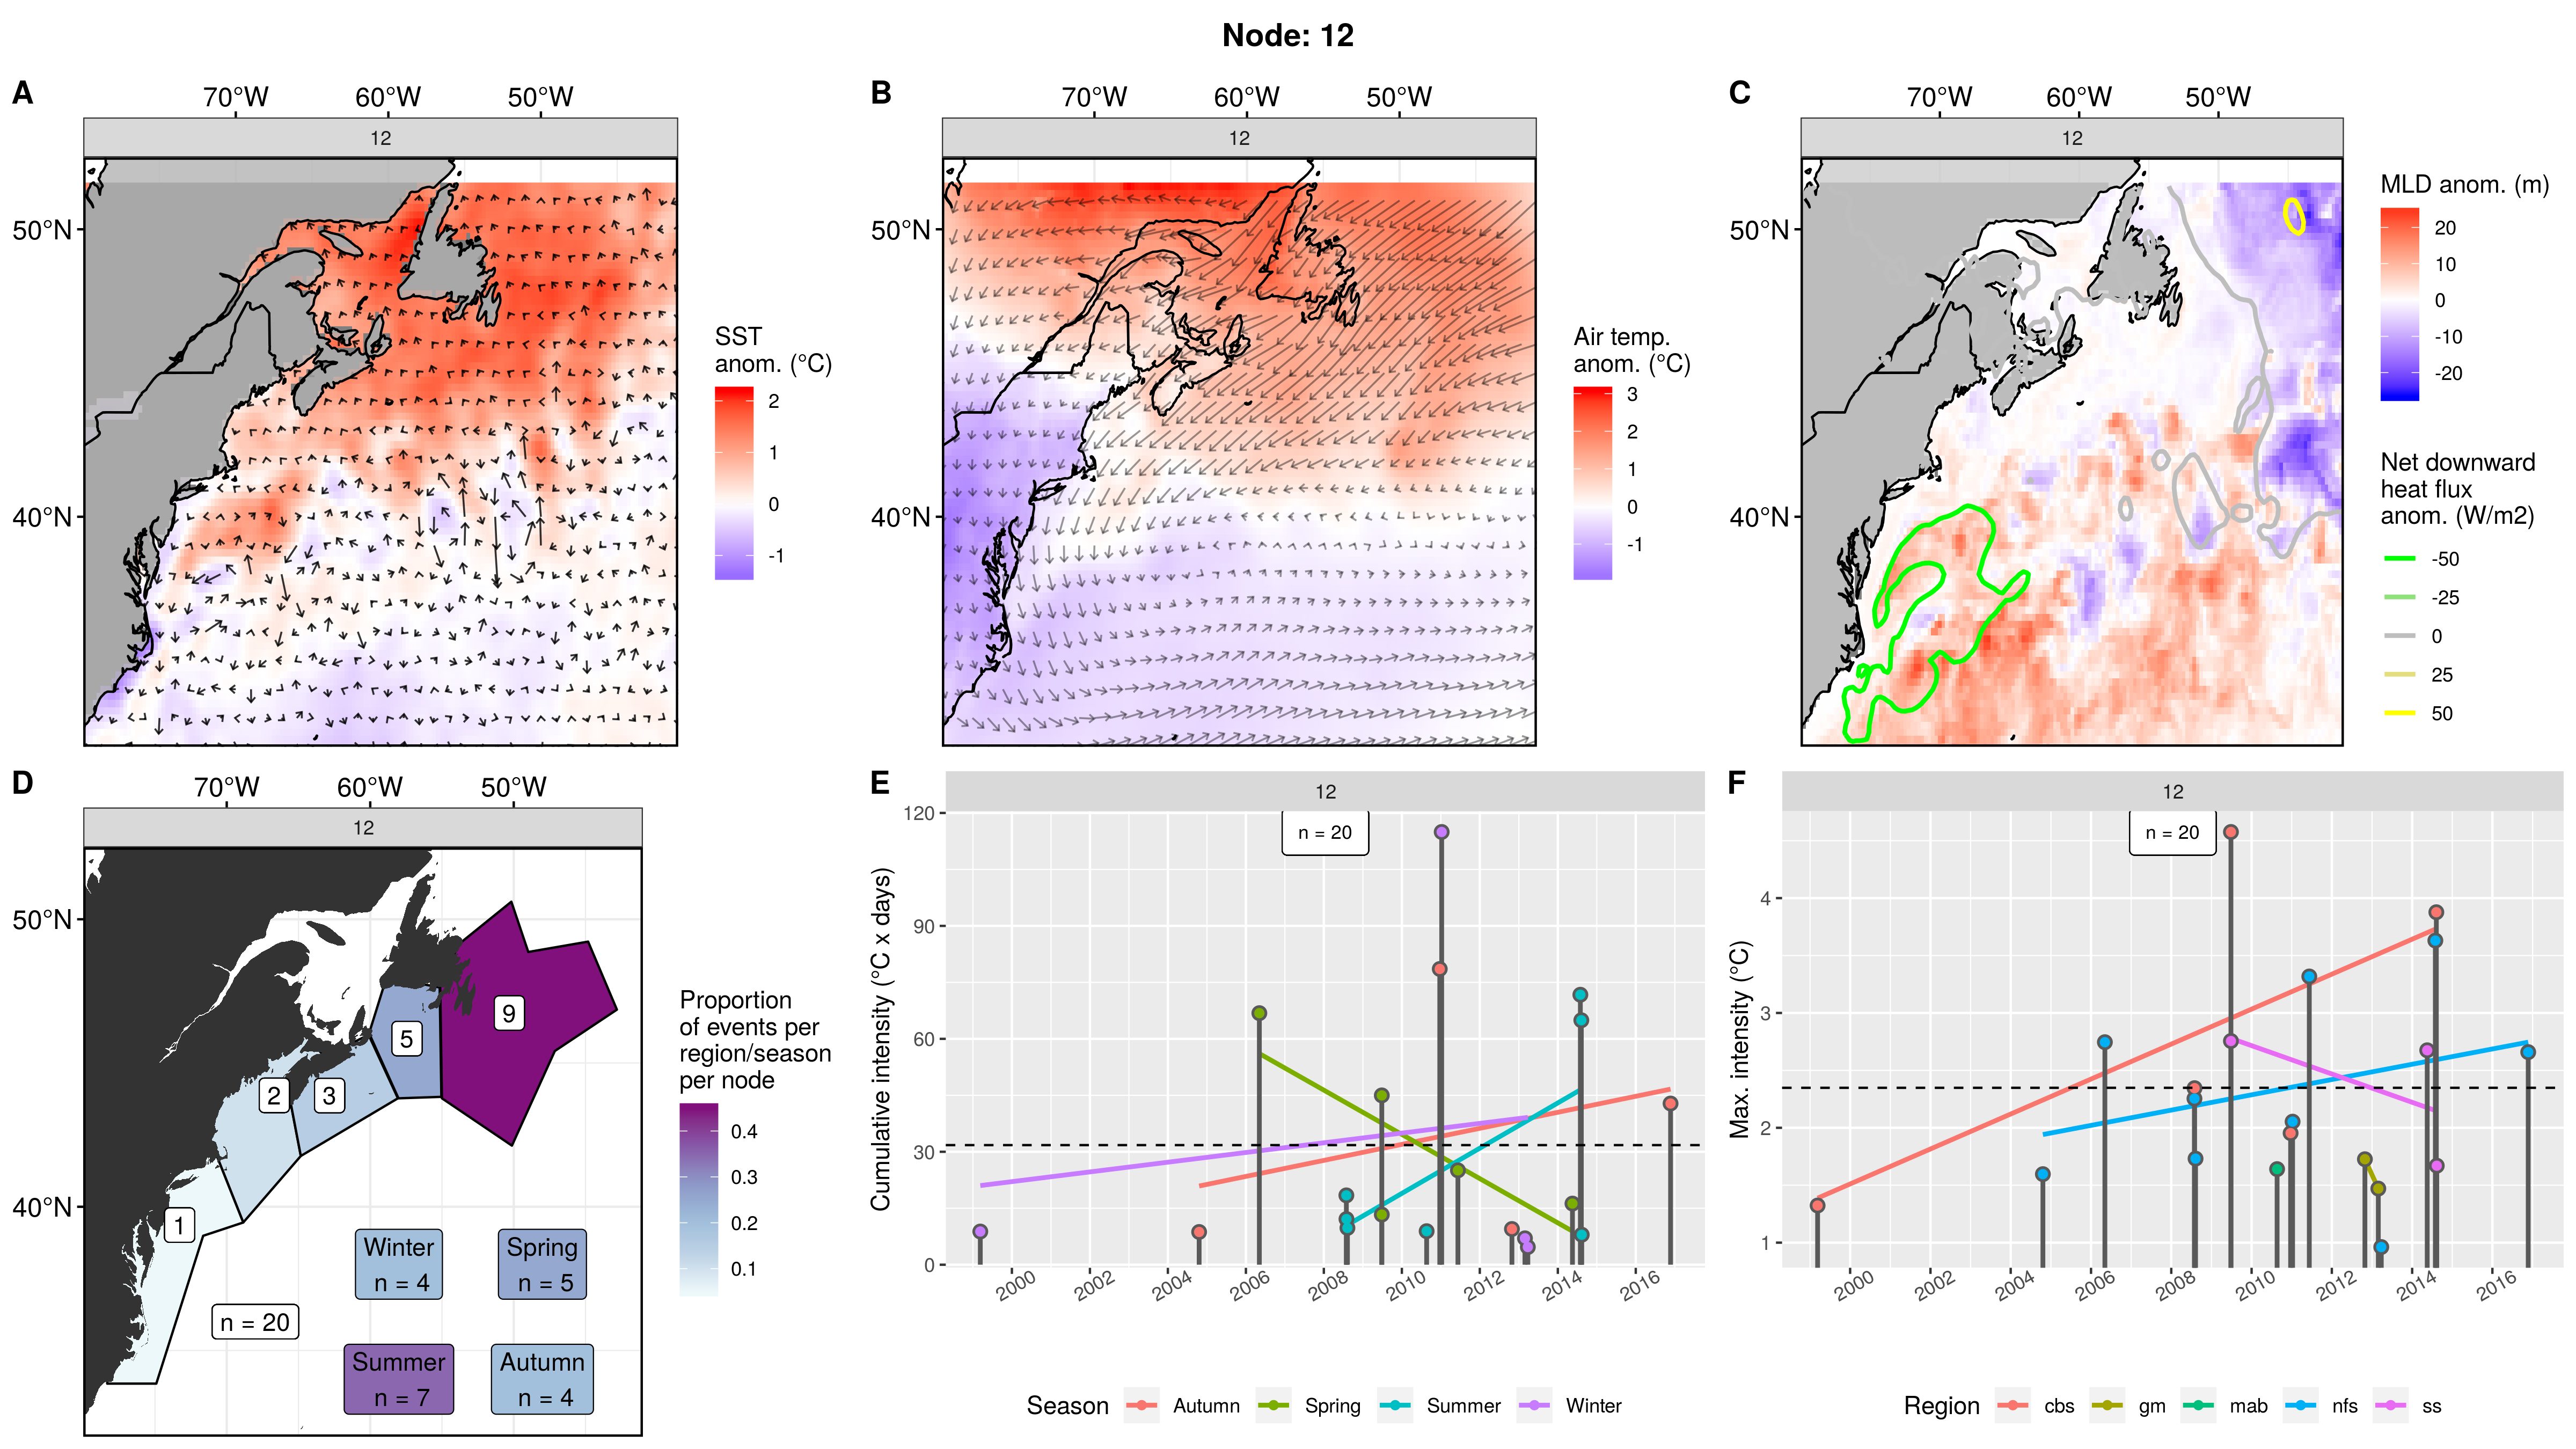 Node: 12
A
70°W 60°W 50°W
12
50°N
40°N
SST
anom. (°C)
2
1
0
-1
B
70°W 60°W 50°W
12
50°N
40°N
Air temp.
anom. (°C)
3
2
1
0
-1
C
70°W 60°W 50°W
12
50°N
40°N
MLD anom. (m)
20
10
0
-10
-20
Net downward
heat flux
anom. (W/m2)
-50
-25
0
25
50
D
70°W 60°W 50°W
12
50°N
40°N
9
5
2 3
1
n = 20
Winter
n = 4
Spring
n = 5
Summer
n = 7
Autumn
n = 4
Proportion
of events per
region/season
per node
0.4
0.3
0.2
0.1
E
12
n = 20
Cumulative intensity (°C x days)
120
90
60
30
0
2000 2002 2004 2006 2008 2010 2012 2014 2016
Season Autumn Spring Summer Winter
F
12
n = 20
Max. intensity (°C)
4
3
2
1
2000 2002 2004 2006 2008 2010 2012 2014 2016
Region cbs gm mab nfs ss